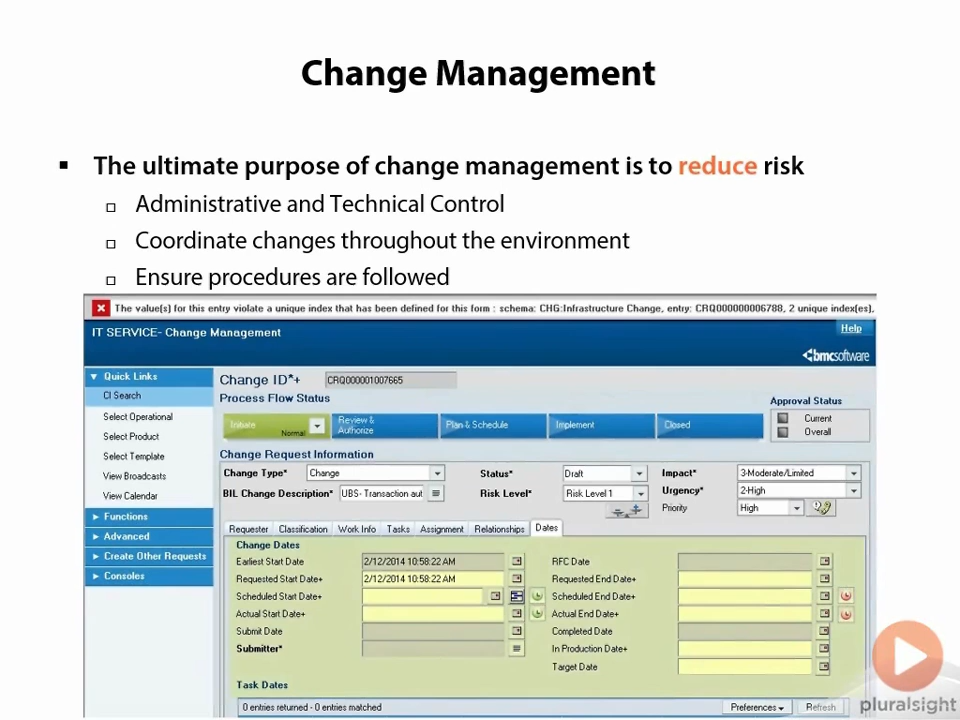 Change Management
The ultimate purpose of change management is to reduce risk
Administrative and Technical Control
Coordinate changes throughout the environment
Ensure procedures are followed
The value(s) for this entry violate a unique index that has been defined for this form : schema: CHG:Infrastructure Change, entry: CRQ000000006788, 2 unique index(es),
IT SERVICE- Change Management
Help
bmcsoftware
Quick Links
CI Search
Select Operational
Select Product
Select Template
View Broadcasts
View Calendar
Functions
Advanced
Create Other Requests
Consoles
Change ID*+ CRQ000001007665
Process Flow Status
Initiate Normal
Review & Authorize
Plan & Schedule
Implement
Closed
Approval Status
Current
Overall
Change Request Information
Change Type* Change Status* Draft Impact* 3-Moderate/Limited
BIL Change Description* UBS- Transaction aut Risk Level* Risk Level 1 Urgency* 2-High
Priority High
Requester Classification Work Info Tasks Assignment Relationships Dates
Change Dates
Earliest Start Date 2/12/2014 10:58:22 AM RFC Date
Requested Start Date+ 2/12/2014 10:58:22 AM Requested End Date+
Scheduled Start Date+ Scheduled End Date+
Actual Start Date+ Actual End Date+
Submit Date Completed Date
Submitter* In Production Date+
Target Date
Task Dates
0 entries returned - 0 entries matched Preferences Refresh
pluralsight